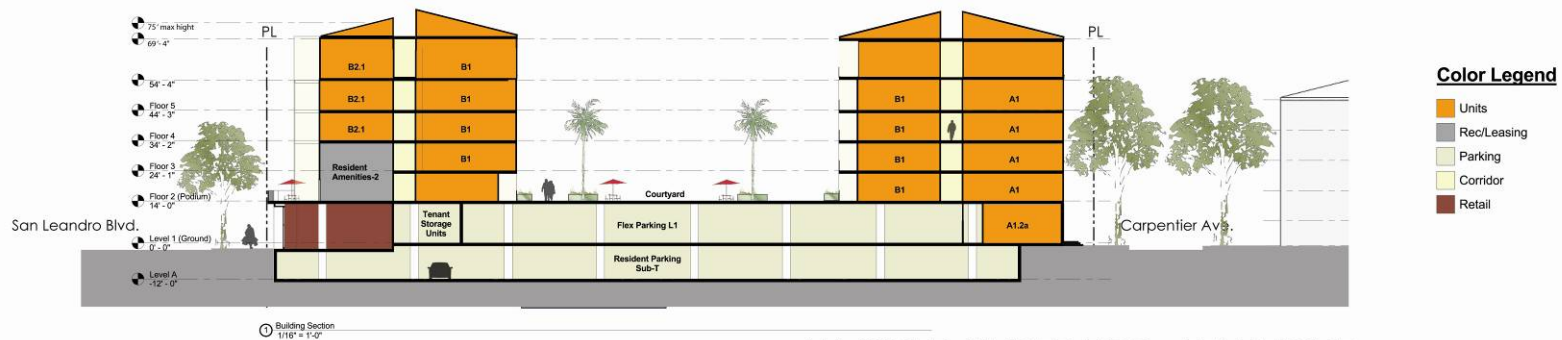 75' max hight
69'- 4"
PL
PL
54' - 4"
Floor 5
44' - 3"
Floor 4
34' - 2"
Floor 3
24' - 1"
Floor 2 (Podium)
14' - 0"
Level 1 (Ground)
0' - 0"
Level A
-12' - 0"
San Leandro Blvd.
B2.1
B1
B2.1
B1
B2.1
B1
Resident
Amenities-2
B1
Tenant
Storage
Units
Courtyard
Flex Parking L1
Resident Parking
Sub-T
B1
A1
B1
A1
B1
A1
B1
A1
A1.2a
Carpentier Ave.
1
Building Section
1/16" = 1'-0"
Color Legend
Units
Rec/Leasing
Parking
Corridor
Retail